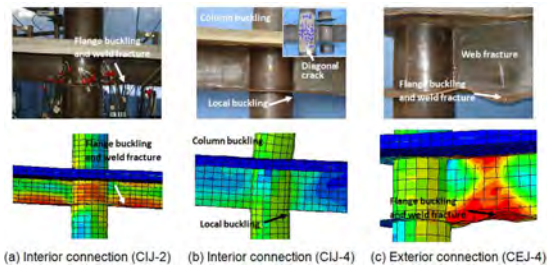 Flange buckling
and weld fracture
Column buckling
Diagonal
crack
Local buckling
Web fracture
Flange buckling
and weld fracture
Flange buckling
and weld fracture
Column buckling
Local buckling
Flange buckling
and weld fracture
(a) Interior connection (CIJ-2)
(b) Interior connection (CIJ-4)
(c) Exterior connection (CEJ-4)